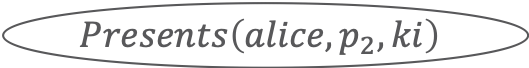 Presents(alice, p₂, ki)